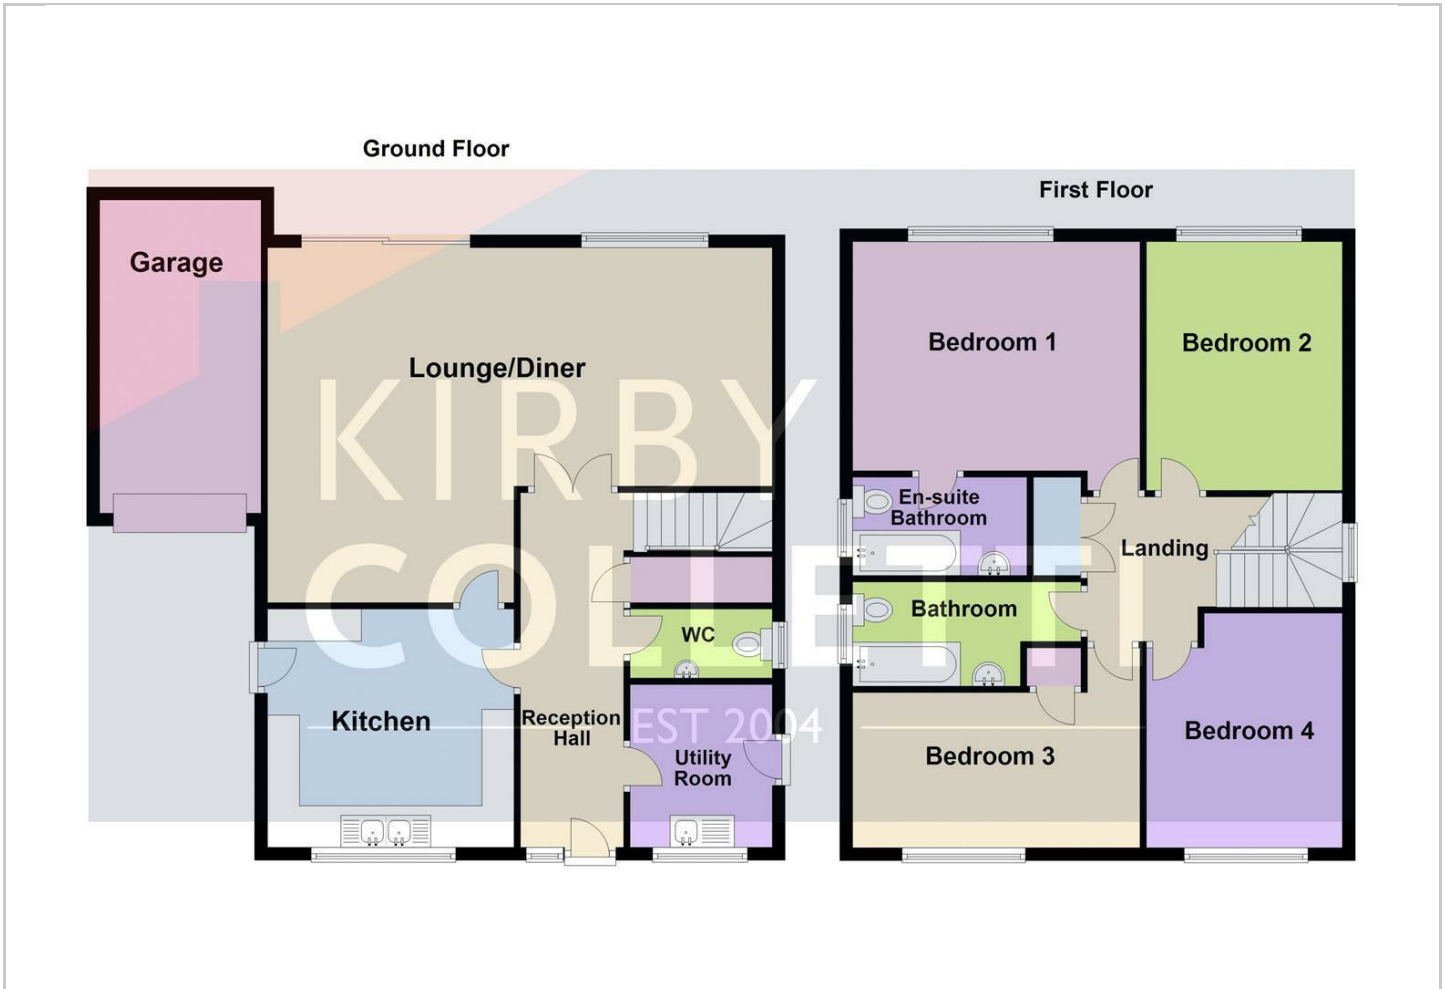 Ground Floor
Garage
Lounge/Diner
Kitchen
Reception
Hall
WC
Utility
Room
First Floor
Bedroom 1
Bedroom 2
En-suite
Bathroom
Landing
Bathroom
Bedroom 3
Bedroom 4
KIRBY
COLLETTI
EST 2004